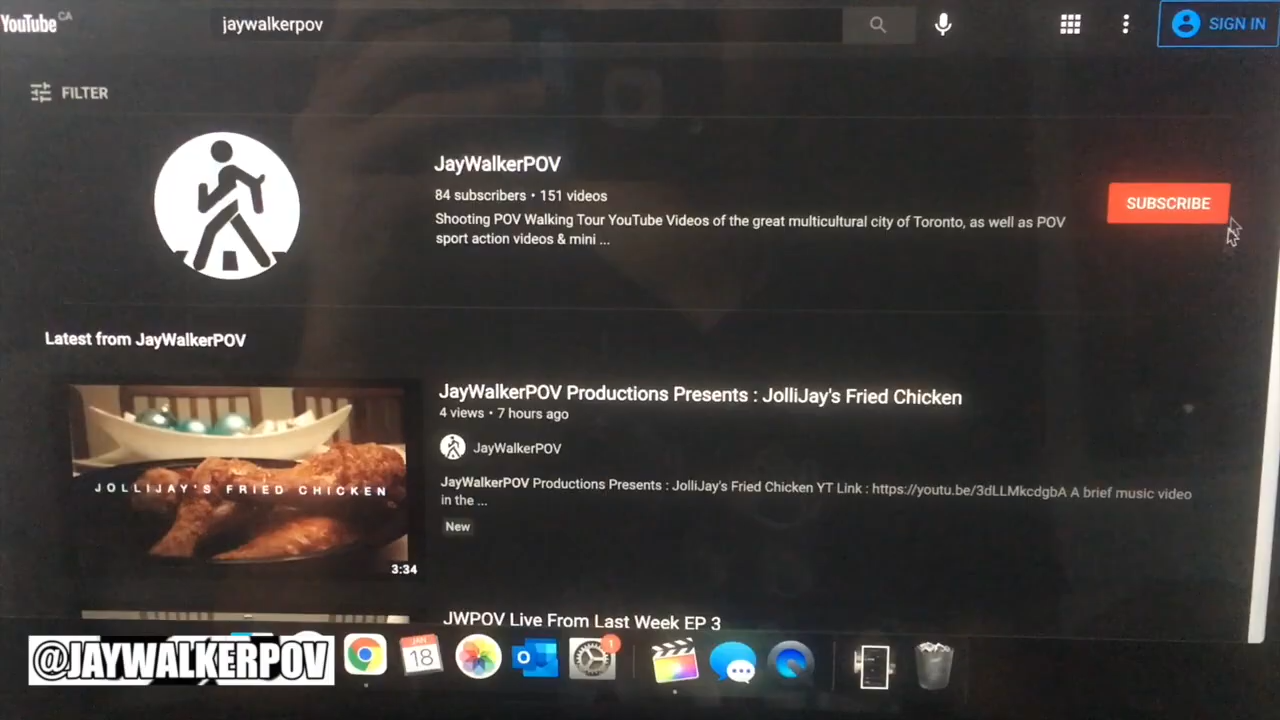 YouTube CA
jaywalkerpov
SIGN IN
FILTER
JayWalkerPOV
84 subscribers • 151 videos
SUBSCRIBE
Shooting POV Walking Tour YouTube Videos of the great multicultural city of Toronto, as well as POV
sport action videos & mini ...
Latest from JayWalkerPOV
JayWalkerPOV Productions Presents : JolliJay's Fried Chicken
4 views • 7 hours ago
JayWalkerPOV
JOLLIJAY'S FRIED CHICKEN
JayWalkerPOV Productions Presents : JolliJay's Fried Chicken YT Link : https://youtu.be/3dLLMkcdgbA A brief music video
in the ...
New
3:34
JWPOV Live From Last Week EP 3
@JAYWALKERPOV
JAN
18
O
1